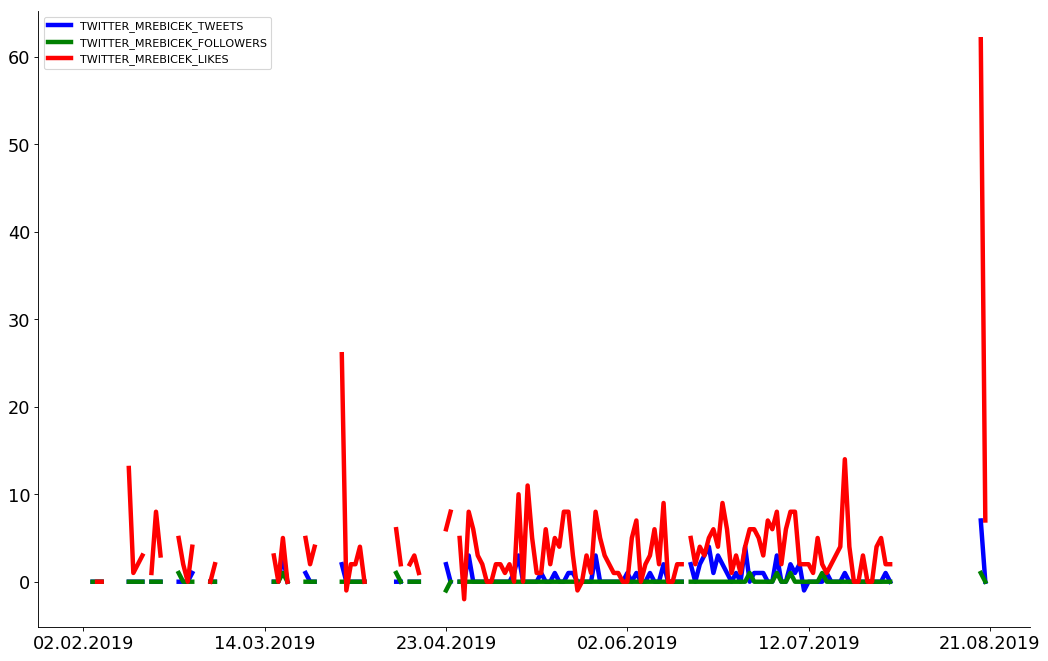 TWITTER_MREBICEK_TWEETS
TWITTER_MREBICEK_FOLLOWERS
TWITTER_MREBICEK_LIKES
60
50
40
30
20
10
0
02.02.2019 14.03.2019 23.04.2019 02.06.2019 12.07.2019 21.08.2019